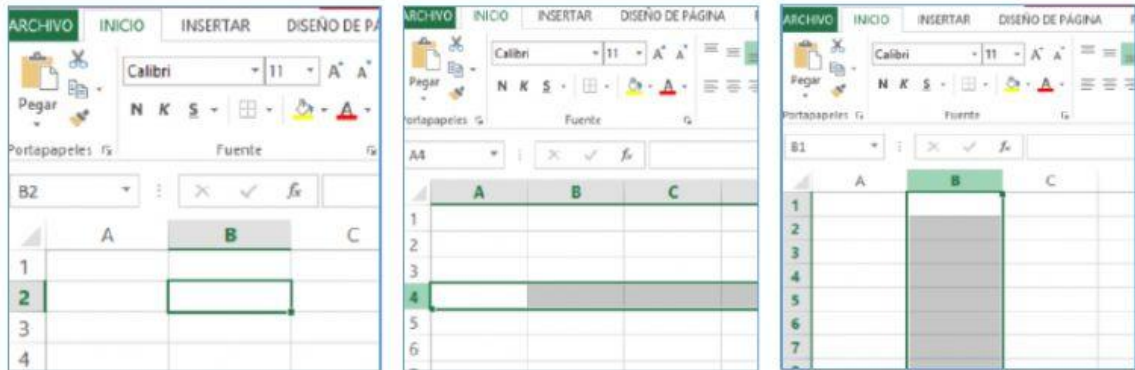 ARCHIVO INICIO INSERTAR DISEÑO DE PÁ
Calibri 11 A A
Pegar
N K S A
Portapapeles Fuente
B2 fx
A B C
1
2
3
4
ARCHIVO INICIO INSERTAR DISEÑO DE PÁGINA
Calibri 11 A A
Pegar
N K S A
Portapapeles Fuente
A4 fx
A B C
1
2
3
4
5
6
ARCHIVO INICIO INSERTAR DISEÑO DE PÁGINA
Calibri 11 A A
Pegar
N K S A
Portapapeles Fuente
B1 fx
A B C
1
2
3
4
5
6
7